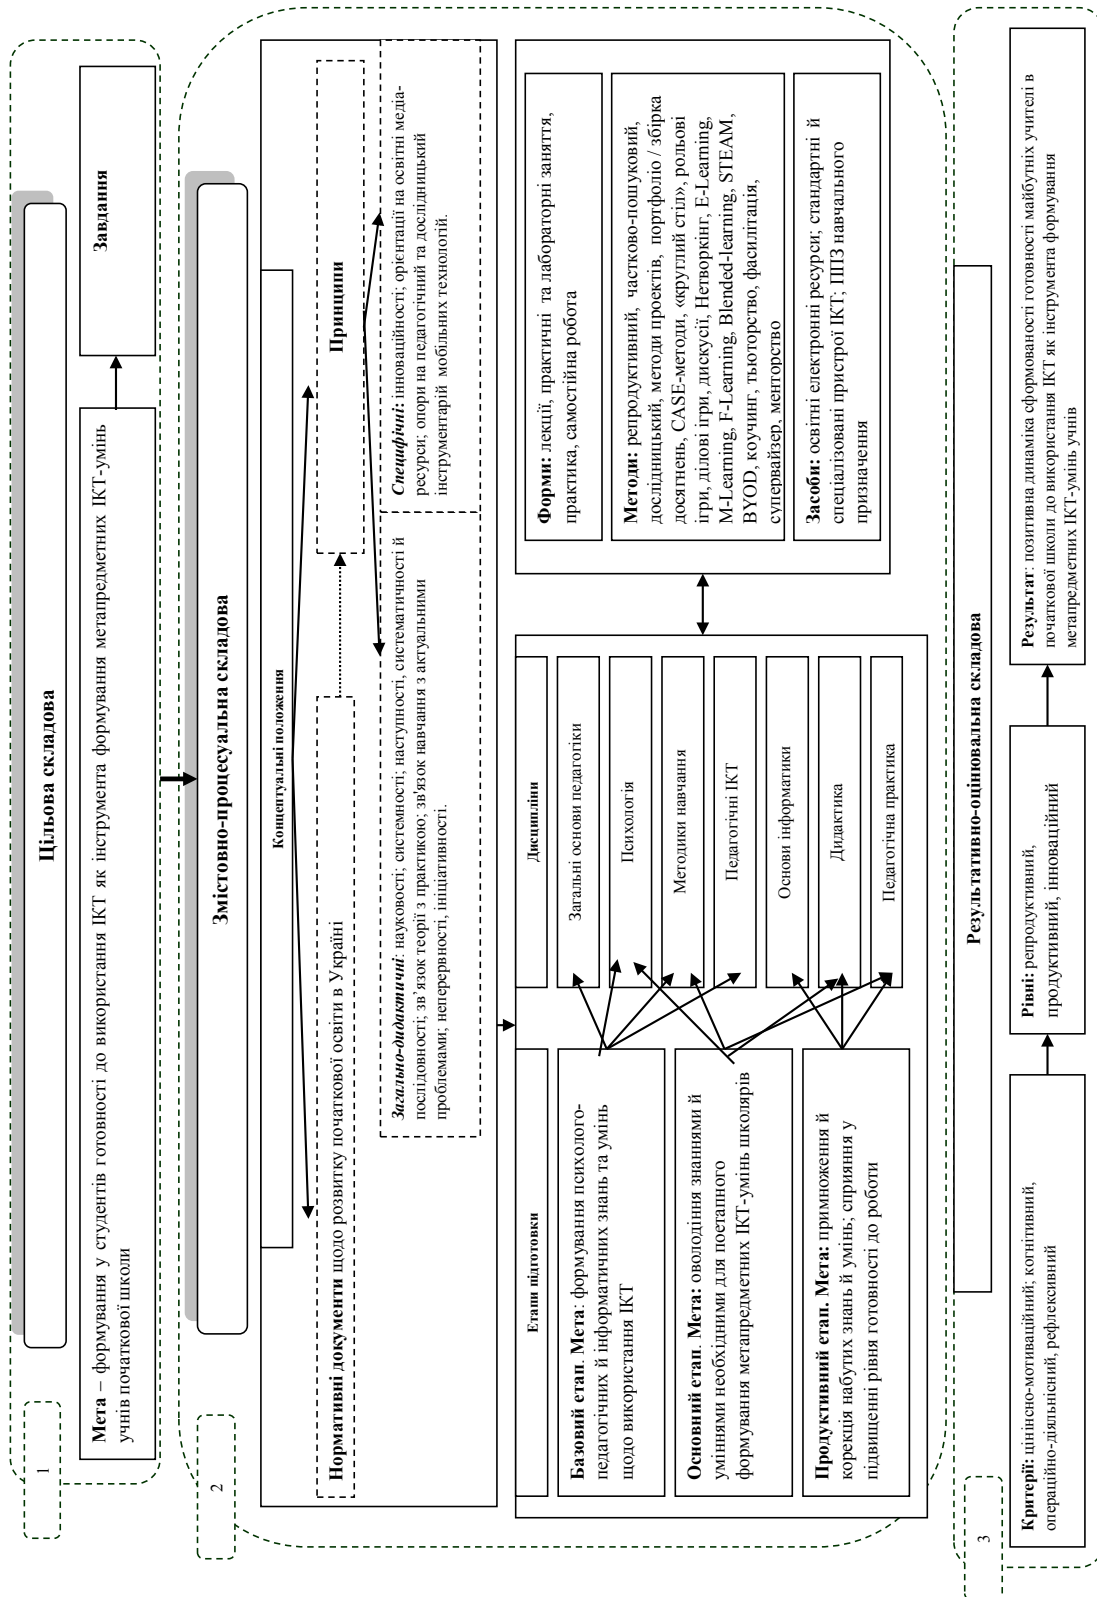 1
Цільова складова
Мета – формування у студентів готовності до використання ІКТ як інструмента формування метапредметних ІКТ-умінь
учнів початкової школи
Завдання
2
Змістовно-процесуальна складова
Концептуальні положення
Нормативні документи щодо розвитку початкової освіти в Україні
Принципи
Загально-дидактичні: науковості; системності; наступності, систематичності й
послідовності; зв’язок теорії з практикою; зв'язок навчання з актуальними
проблемами; неперервності, ініціативності.
Специфічні: інноваційності; орієнтації на освітні медіа-
ресурси; опори на педагогічний та дослідницький
інструментарій мобільних технологій.
Етапи підготовки
Базовий етап. Мета: формування психолого-
педагогічних й інформатичних знань та умінь
щодо використання ІКТ
Основний етап. Мета: оволодіння знаннями й
уміннями необхідними для поетапного
формування метапредметних ІКТ-умінь школярів
Продуктивний етап. Мета: примноження й
корекція набутих знань й умінь; сприяння у
підвищенні рівня готовності до роботи
Дисципліни
Загальні основи педагогіки
Психологія
Методики навчання
Педагогічні ІКТ
Основи інформатики
Дидактика
Педагогічна практика
Форми: лекції, практичні та лабораторні заняття,
практика, самостійна робота
Методи: репродуктивний, частково-пошуковий,
дослідницький, методи проектів, портфоліо / збірка
досягнень, CASE-методи, «круглий стіл», рольові
ігри, ділові ігри, дискусії, Нетворкінг, E-Learning,
M-Learning, F-Learning, Blended-learning, STEAM,
BYOD, коучинг, тьюторство, фасилітація,
супервайзер, менторство
Засоби: освітні електронні ресурси; стандартні й
спеціалізовані пристрої ІКТ; ППЗ навчального
призначення
3
Результативно-оцінювальна складова
Критерії: ціннісно-мотиваційний; когнітивний,
операційно-діяльнісний, рефлексивний
Рівні: репродуктивний,
продуктивний, інноваційний
Результат: позитивна динаміка сформованості готовності майбутніх учителі в
початкової школи до використання ІКТ як інструмента формування
метапредметних ІКТ-умінь учнів